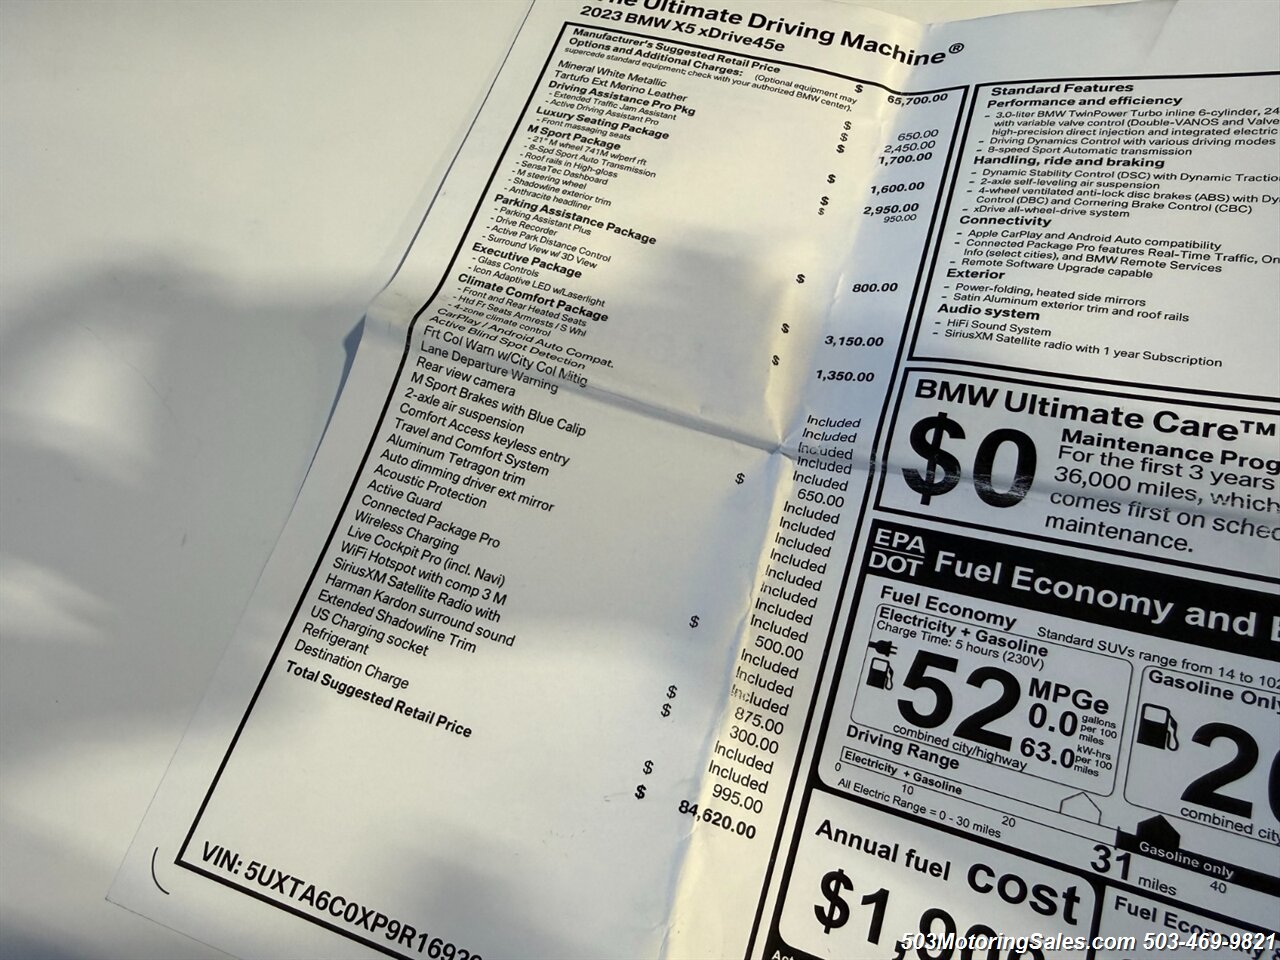 The Ultimate Driving Machine®
2023 BMW X5 xDrive45e
Manufacturer's Suggested Retail Price $ 65,700.00
Options and Additional Charges: (Optional equipment may
supercede standard equipment; check with your authorized BMW center).
Mineral White Metallic $ 650.00
Tartufo Ext Merino Leather $ 2,450.00
Driving Assistance Pro Pkg $ 1,700.00
- Extended Traffic Jam Assistant
- Active Driving Assistant Pro
Luxury Seating Package $ 1,600.00
- Front massaging seats
M Sport Package $ 2,950.00
- 21" M wheel 741M w/perf rft $ 950.00
- 8-Spd Sport Auto Transmission
- Roof rails in High-gloss
- SensaTec Dashboard
- M steering wheel
- Shadowline exterior trim
- Anthracite headliner
Parking Assistance Package $ 800.00
- Parking Assistant Plus
- Drive Recorder
- Active Park Distance Control
- Surround View w/ 3D View
Executive Package $ 3,150.00
- Glass Controls
- Icon Adaptive LED w/Laserlight
Climate Comfort Package $ 1,350.00
- Front and Rear Heated Seats
- Htd Fr Seats Armrests / S Whl
- 4-zone climate control
CarPlay / Android Auto Compat. Included
Active Blind Spot Detection Included
Frt Col Warn w/City Col Mitig Included
Lane Departure Warning Included
Rear view camera Included
M Sport Brakes with Blue Calip $ 650.00
2-axle air suspension Included
Comfort Access keyless entry Included
Travel and Comfort System Included
Aluminum Tetragon trim Included
Auto dimming driver ext mirror Included
Acoustic Protection Included
Active Guard Included
Connected Package Pro Included
Wireless Charging $ 500.00
Live Cockpit Pro (incl. Navi) Included
WiFi Hotspot with comp 3 M Included
SiriusXM Satellite Radio with Included
Harman Kardon surround sound $ 875.00
Extended Shadowline Trim $ 300.00
US Charging socket Included
Refrigerant Included
Destination Charge $ 995.00
Total Suggested Retail Price $ 84,620.00
VIN: 5UXTA6C0XP9R1693
Standard Features
Performance and efficiency
- 3.0-liter BMW TwinPower Turbo inline 6-cylinder, 24
with variable valve control (Double-VANOS and Valve
high-precision direct injection and integrated electric
- Driving Dynamics Control with various driving modes
- 8-speed Sport Automatic transmission
Handling, ride and braking
- Dynamic Stability Control (DSC) with Dynamic Tractio
- 2-axle self-leveling air suspension
- 4-wheel ventilated anti-lock disc brakes (ABS) with Dy
Control (DBC) and Cornering Brake Control (CBC)
- xDrive all-wheel-drive system
Connectivity
- Apple CarPlay and Android Auto compatibility
- Connected Package Pro features Real-Time Traffic, On
Info (select cities), and BMW Remote Services
- Remote Software Upgrade capable
Exterior
- Power-folding, heated side mirrors
- Satin Aluminum exterior trim and roof rails
Audio system
- HiFi Sound System
- SiriusXM Satellite radio with 1 year Subscription
BMW Ultimate Care™
$0
Maintenance Prog
For the first 3 years
36,000 miles, which
comes first on sched
maintenance.
EPA
DOT
Fuel Economy and
Fuel Economy
Electricity + Gasoline
Charge Time: 5 hours (230V)
Standard SUVs range from 14 to 102
52
MPGe
0.0 gallons per 100 miles
63.0 kW-hrs per 100 miles
combined city/highway
Gasoline Only
20
combined city
Driving Range
Electricity + Gasoline
0 10 20 40
Gasoline only
All Electric Range = 0 - 30 miles
31 miles
Annual fuel cost
$1,900
Fuel Economy
503MotoringSales.com 503-469-9821